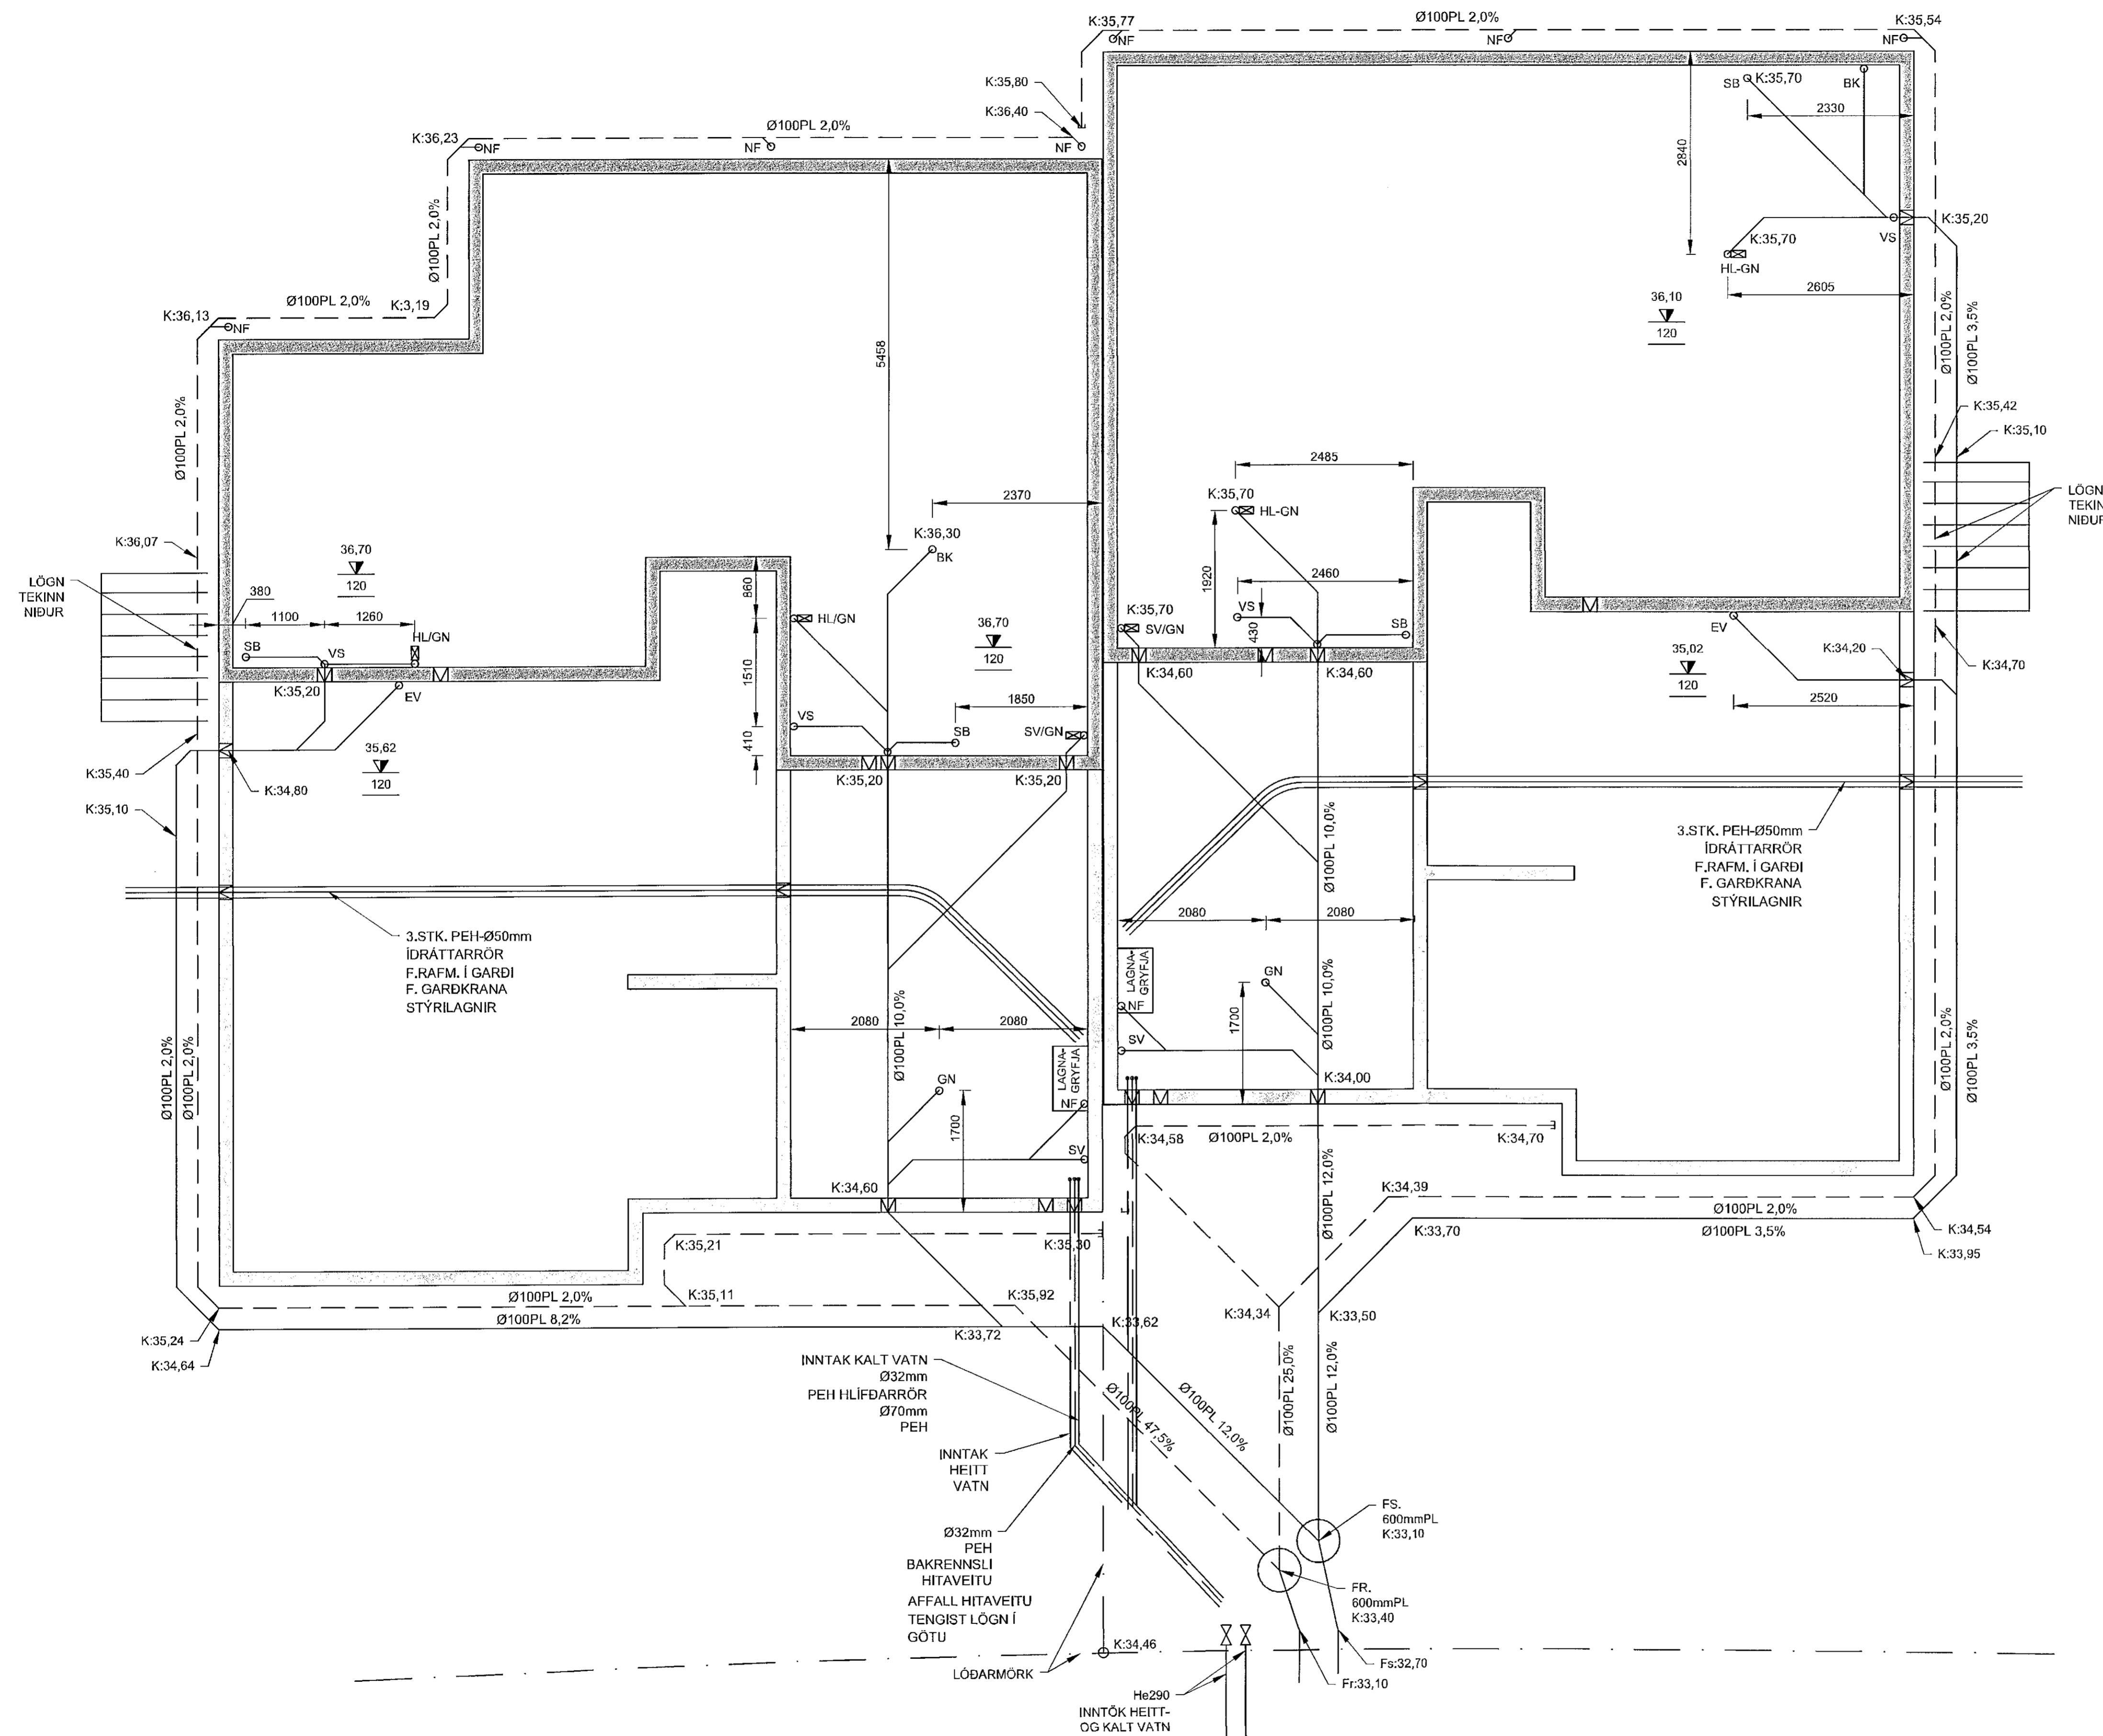 K:35,77
Ø100PL 2,0%
K:35,54
NF
NF
NF
K:35,80
K:36,40
SB
K:35,70
BK
2330
K:36,23
Ø100PL 2,0%
NF
NF
NF
2840
Ø100PL 2,0%
K:35,20
VS
K:35,70
HL-GN
2605
Ø100PL 2,0%
K:3,19
K:36,13
NF
36,10
120
Ø100PL 2,0%
Ø100PL 3,5%
5458
Ø100PL 2,0%
K:35,42
K:35,10
2485
K:35,70
HL-GN
2370
K:36,30
BK
LÖGN
TEKIN
NIÐUR
K:36,07
36,70
120
LÖGN
TEKINN
NIÐUR
380
1100
1260
HL/GN
SB
VS
K:35,20
EV
860
HL/GN
1510
VS
410
36,70
120
1850
SB
SV/GN
K:35,20
K:35,20
1920
2460
VS
430
SB
K:35,70
SV/GN
K:34,60
K:34,60
EV
35,02
120
K:34,20
K:34,70
2520
35,62
120
K:35,40
K:34,80
K:35,10
3.STK. PEH-Ø50mm
ÍDRÁTTARRÖR
F.RAFM. Í GARÐI
F. GARÐKRANA
STÝRILAGNIR
3.STK. PEH-Ø50mm
ÍDRÁTTARRÖR
F.RAFM. Í GARÐI
F. GARÐKRANA
STÝRILAGNIR
Ø100PL 10,0%
2080
2080
LAGNA-
GRYFJA
NF
GN
1700
Ø100PL 10,0%
SV
K:34,00
Ø100PL 10,0%
2080
2080
LAGNA-
GRYFJA
NF
GN
1700
SV
K:34,60
Ø100PL 2,0%
Ø100PL 2,0%
Ø100PL 2,0%
Ø100PL 3,5%
K:34,58
Ø100PL 2,0%
K:34,70
Ø100PL 12,0%
K:34,39
Ø100PL 2,0%
K:33,70
Ø100PL 3,5%
K:34,54
K:33,95
K:35,21
K:35,30
K:35,11
Ø100PL 2,0%
Ø100PL 8,2%
K:35,92
K:33,72
K:33,62
K:34,34
K:33,50
K:35,24
K:34,64
INNTAK KALT VATN
Ø32mm
PEH HLÍFÐARRÖR
Ø70mm
PEH
INNTAK
HEITT
VATN
Ø100PL 47,5%
Ø100PL 12,0%
Ø100PL 25,0%
Ø100PL 12,0%
Ø32mm
PEH
BAKRENNSLI
HITAVEITU
AFFALL HITAVEITU
TENGIST LÖGN Í
GÖTU
FS.
600mmPL
K:33,10
FR.
600mmPL
K:33,40
K:34,46
LÓÐARMÖRK
Fs:32,70
Fr:33,10
He290
INNTÖK HEITT-
OG KALT VATN